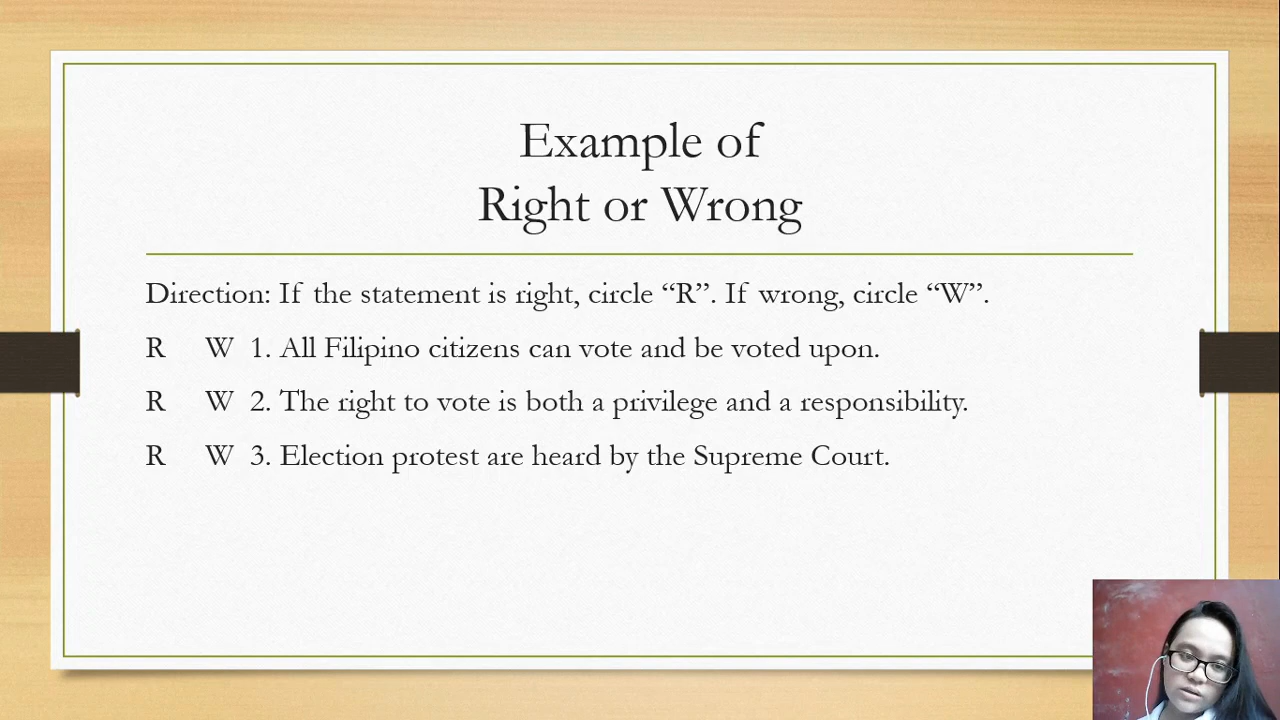 Example of
Right or Wrong
Direction: If the statement is right, circle “R”. If wrong, circle “W”.
R W 1. All Filipino citizens can vote and be voted upon.
R W 2. The right to vote is both a privilege and a responsibility.
R W 3. Election protest are heard by the Supreme Court.